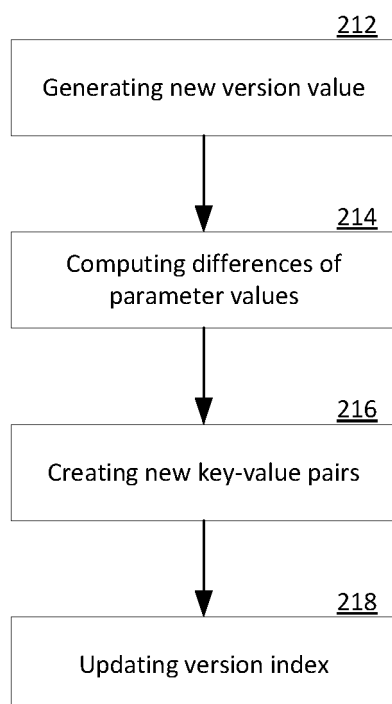 212
Generating new version value
214
Computing differences of
parameter values
216
Creating new key-value pairs
218
Updating version index